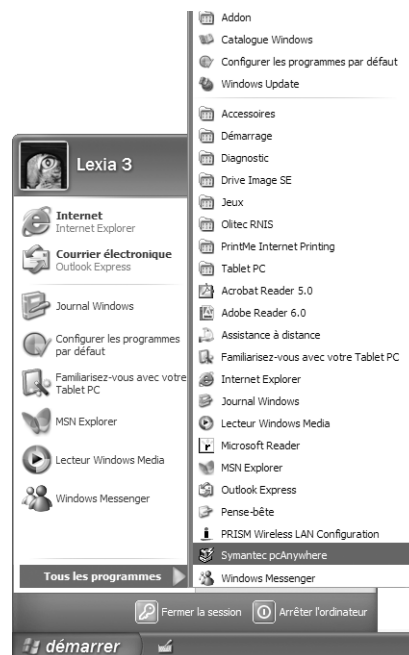 Addon
Catalogue Windows
Configurer les programmes par défaut
Windows Update
Accessoires
Démarrage
Diagnostic
Drive Image SE
Jeux
Olitec RNIS
PrintMe Internet Printing
Tablet PC
Acrobat Reader 5.0
Adobe Reader 6.0
Assistance à distance
Familiarisez-vous avec votre Tablet PC
Internet Explorer
Journal Windows
Lecteur Windows Media
Microsoft Reader
MSN Explorer
Outlook Express
Pense-bête
PRISM Wireless LAN Configuration
Symantec pcAnywhere
Windows Messenger
Lexia 3
Internet
Internet Explorer
Courrier électronique
Outlook Express
Journal Windows
Configurer les programmes
par défaut
Familiarisez-vous avec votre
Tablet PC
MSN Explorer
Lecteur Windows Media
Windows Messenger
Tous les programmes
Fermer la session
Arrêter l'ordinateur
démarrer